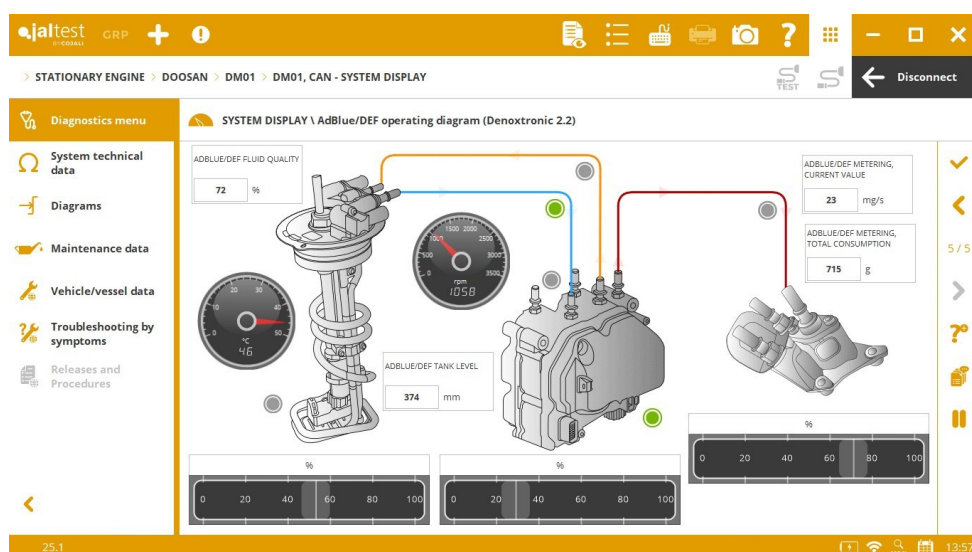 jaltest GRP
BY COJALI
TEST
Disconnect
> STATIONARY ENGINE > DOOSAN > DM01 > DM01, CAN - SYSTEM DISPLAY
Diagnostics menu
System technical
data
Diagrams
Maintenance data
Vehicle/vessel data
Troubleshooting by
symptoms
Releases and
Procedures
SYSTEM DISPLAY \ AdBlue/DEF operating diagram (Denoxtronic 2.2)
ADBLUE/DEF FLUID QUALITY
72 %
0 10 20 30 40 50
°C
46
0 500 1000 1500 2000 2500 3000 3500
rpm
1058
ADBLUE/DEF TANK LEVEL
374 mm
ADBLUE/DEF METERING,
CURRENT VALUE
23 mg/s
ADBLUE/DEF METERING,
TOTAL CONSUMPTION
715 g
%
0 20 40 60 80 100
%
0 20 40 60 80 100
%
0 20 40 60 80 100
5 / 5
25.1
13:57